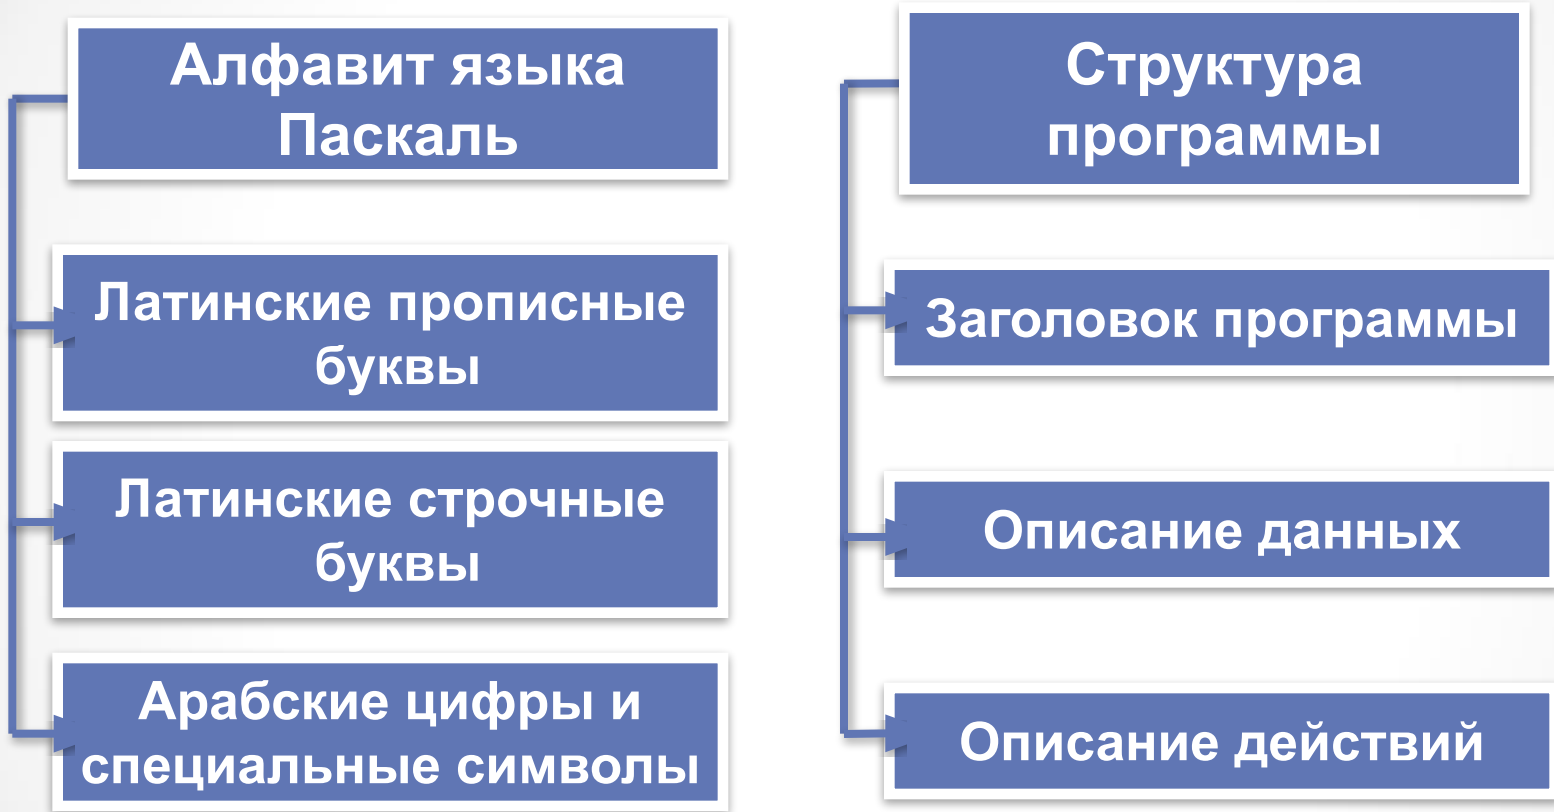 Алфавит языка
Паскаль
Латинские прописные
буквы
Латинские строчные
буквы
Арабские цифры и
специальные символы
Структура
программы
Заголовок программы
Описание данных
Описание действий